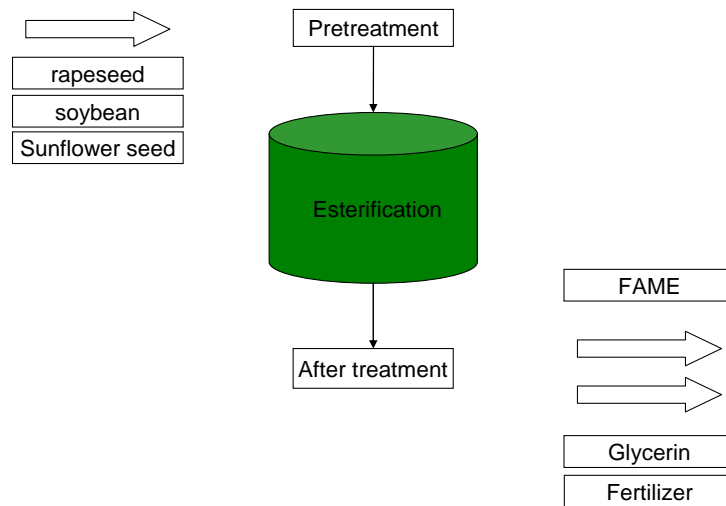 Pretreatment
rapeseed
soybean
Sunflower seed
Esterification
FAME
After treatment
Glycerin
Fertilizer